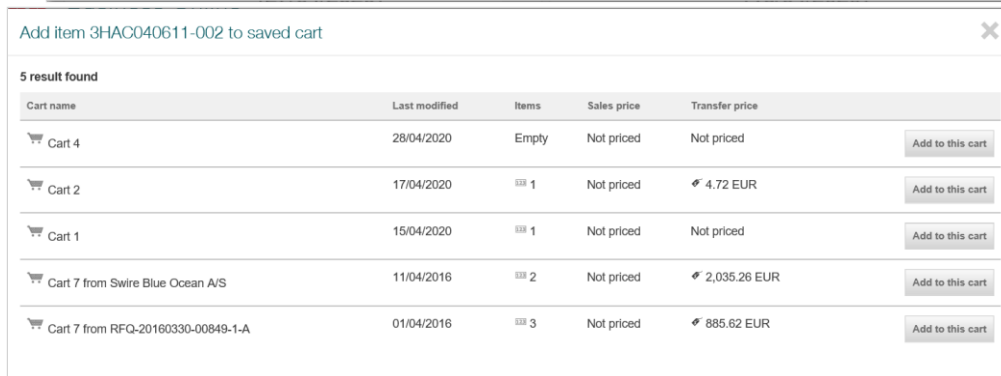 Add item 3HAC040611-002 to saved cart
5 result found
Cart name Last modified Items Sales price Transfer price
Cart 4 28/04/2020 Empty Not priced Not priced Add to this cart
Cart 2 17/04/2020 1 Not priced 4.72 EUR Add to this cart
Cart 1 15/04/2020 1 Not priced Not priced Add to this cart
Cart 7 from Swire Blue Ocean A/S 11/04/2016 2 Not priced 2,035.26 EUR Add to this cart
Cart 7 from RFQ-20160330-00849-1-A 01/04/2016 3 Not priced 885.62 EUR Add to this cart